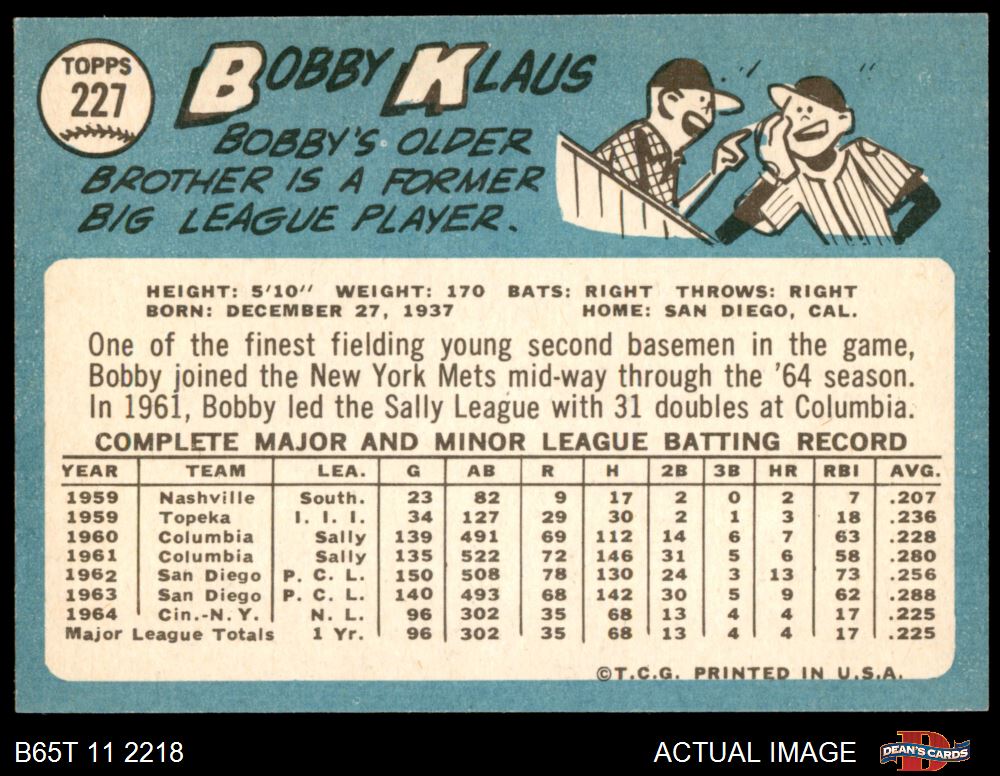 TOPPS
227
BOBBY KLAUS
BOBBY'S OLDER
BROTHER IS A FORMER
BIG LEAGUE PLAYER.
HEIGHT: 5'10" WEIGHT: 170 BATS: RIGHT THROWS: RIGHT
BORN: DECEMBER 27, 1937 HOME: SAN DIEGO, CAL.
One of the finest fielding young second basemen in the game,
Bobby joined the New York Mets mid-way through the '64 season.
In 1961, Bobby led the Sally League with 31 doubles at Columbia.
COMPLETE MAJOR AND MINOR LEAGUE BATTING RECORD
YEAR TEAM LEA. G AB R H 2B 3B HR RBI AVG.
1959 Nashville South. 23 82 9 17 2 0 2 7 .207
1959 Topeka I. I. I. 34 127 29 30 2 1 3 18 .236
1960 Columbia Sally 139 491 69 112 14 6 7 63 .228
1961 Columbia Sally 135 522 72 146 31 5 6 58 .280
1962 San Diego P. C. L. 150 508 78 130 24 3 13 73 .256
1963 San Diego P. C. L. 140 493 68 142 30 5 9 62 .288
1964 Cin.-N.Y. N. L. 96 302 35 68 13 4 4 17 .225
Major League Totals 1 Yr. 96 302 35 68 13 4 4 17 .225
©T.C.G. PRINTED IN U.S.A.
B65T 11 2218 ACTUAL IMAGE D DEAN'S CARDS